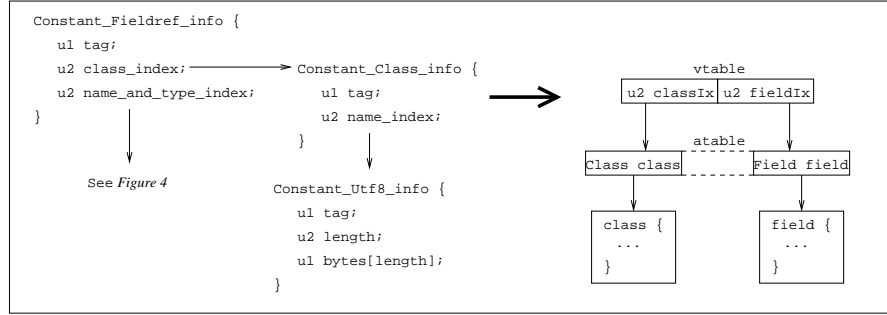 Constant_Fieldref_info {
u1 tag;
u2 class_index;
u2 name_and_type_index;
}
See Figure 4
Constant_Class_info {
u1 tag;
u2 name_index;
}
Constant_Utf8_info {
u1 tag;
u2 length;
u1 bytes[length];
}
vtable
u2 classIx u2 fieldIx
atable
Class class Field field
class {
...
}
field {
...
}